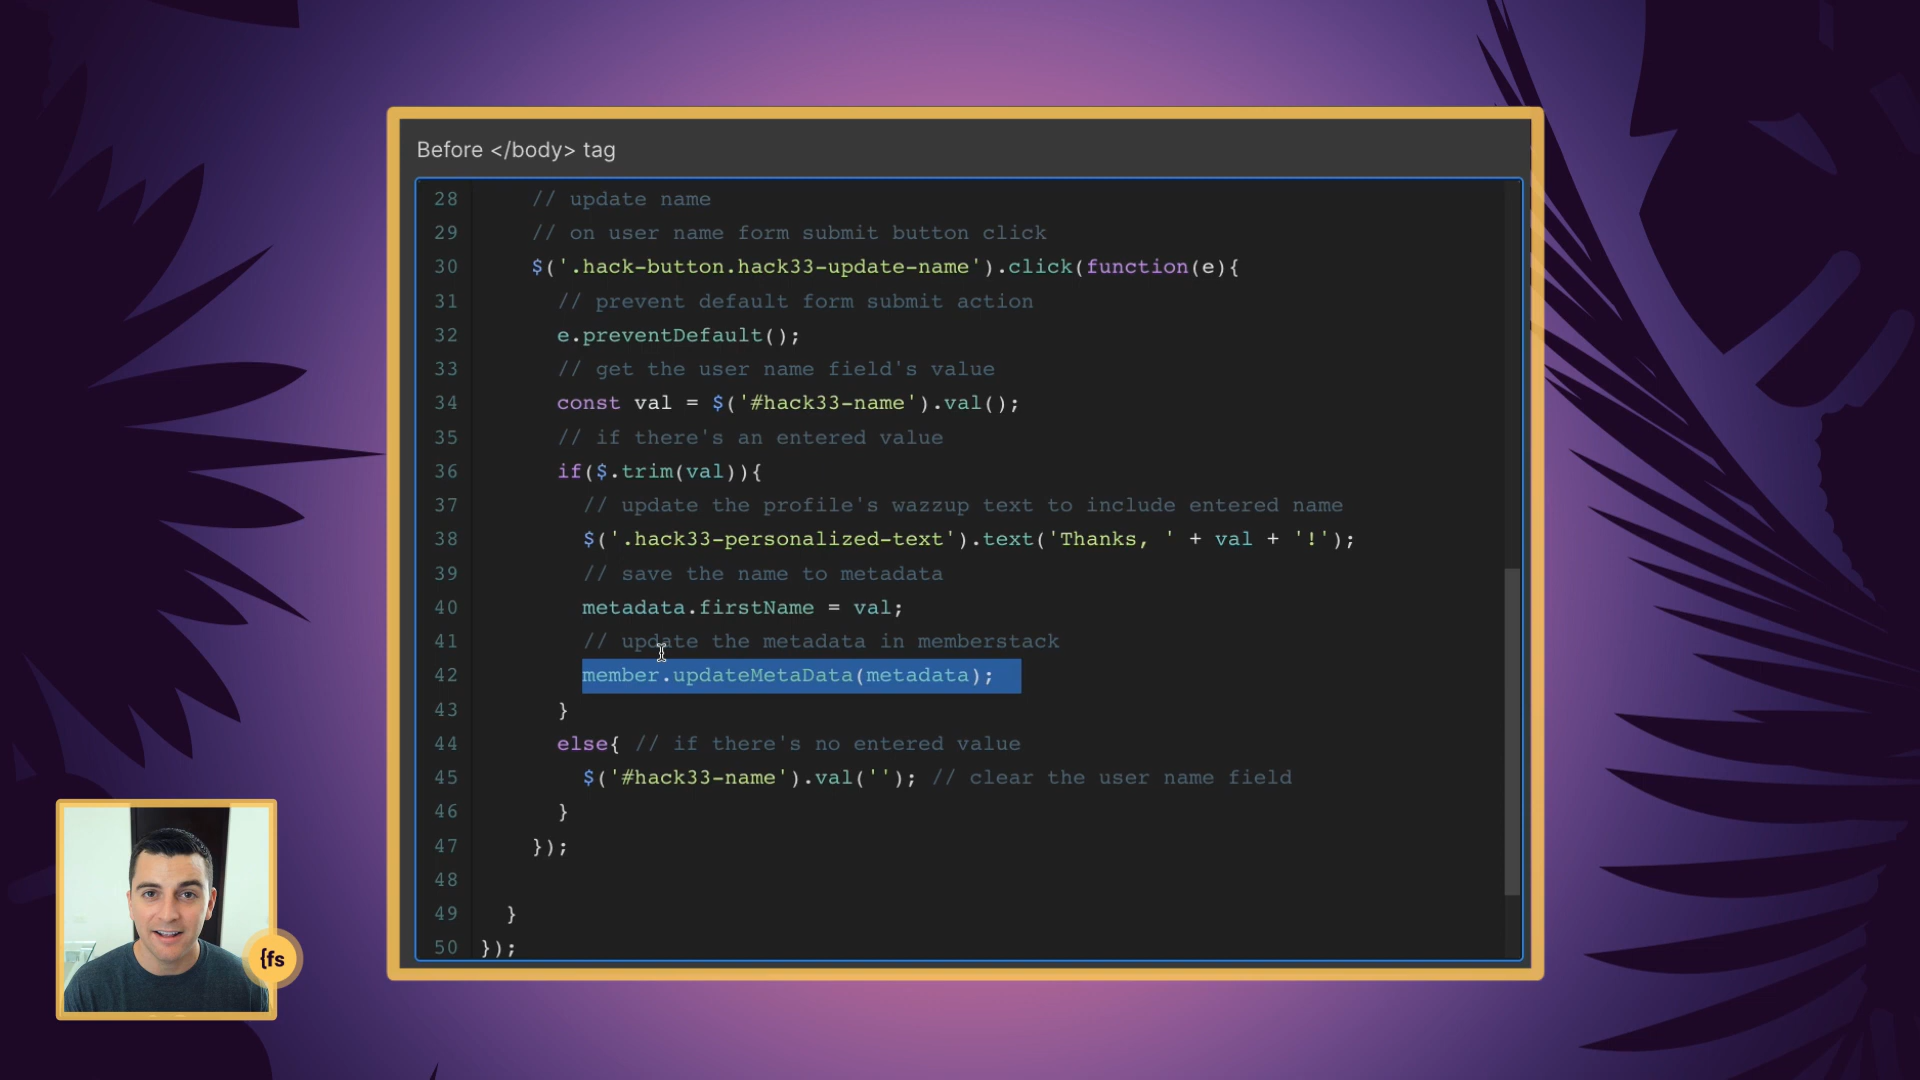 Before </body> tag
28 // update name
29 // on user name form submit button click
30 $('.hack-button.hack33-update-name').click(function(e){
31 // prevent default form submit action
32 e.preventDefault();
33 // get the user name field's value
34 const val = $('#hack33-name').val();
35 // if there's an entered value
36 if($.trim(val)){
37 // update the profile's wazzup text to include entered name
38 $('.hack33-personalized-text').text('Thanks, ' + val + '!');
39 // save the name to metadata
40 metadata.firstName = val;
41 // update the metadata in memberstack
42 member.updateMetaData(metadata);
43 }
44 else{ // if there's no entered value
45 $('#hack33-name').val(''); // clear the user name field
46 }
47 });
48
49 }
50 });
{fs